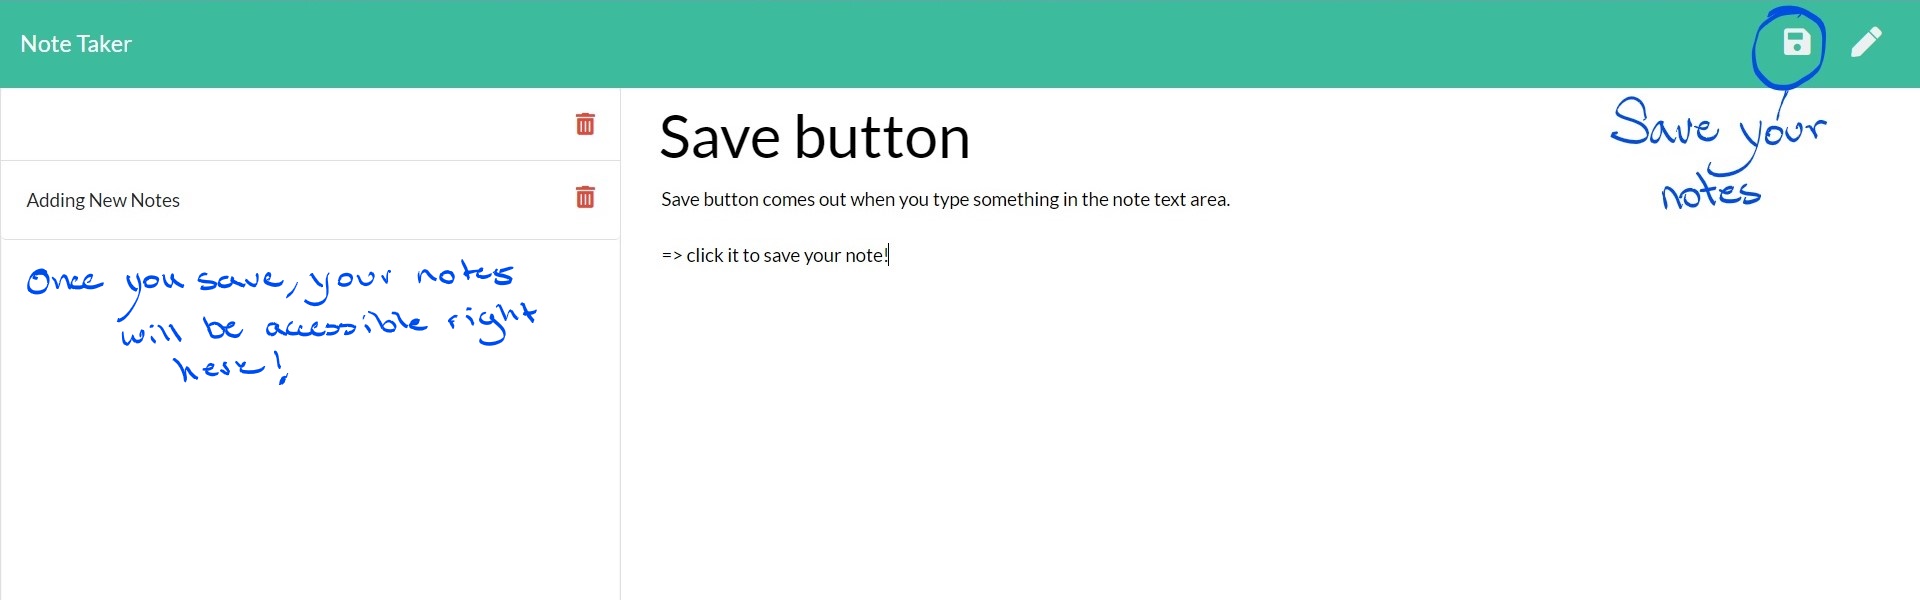 Note Taker
Save your
notes
Adding New Notes
Once you save, your notes
will be accessible right
here!
Save button
Save button comes out when you type something in the note text area.
=> click it to save your note!